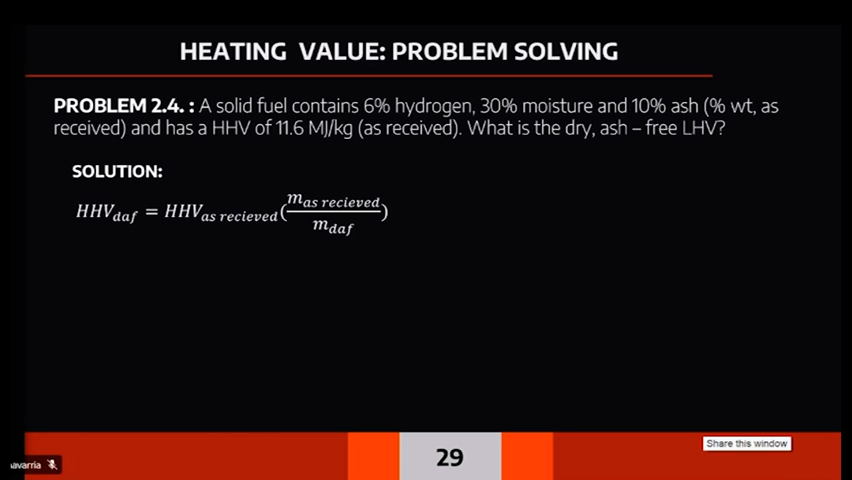 HEATING VALUE: PROBLEM SOLVING
PROBLEM 2.4. : A solid fuel contains 6% hydrogen, 30% moisture and 10% ash (% wt, as
received) and has a HHV of 11.6 MJ/kg (as received). What is the dry, ash – free LHV?
SOLUTION:
HHV_daf = HHV_as recieved(m_as recieved/m_daf)
29
Share this window
navarria